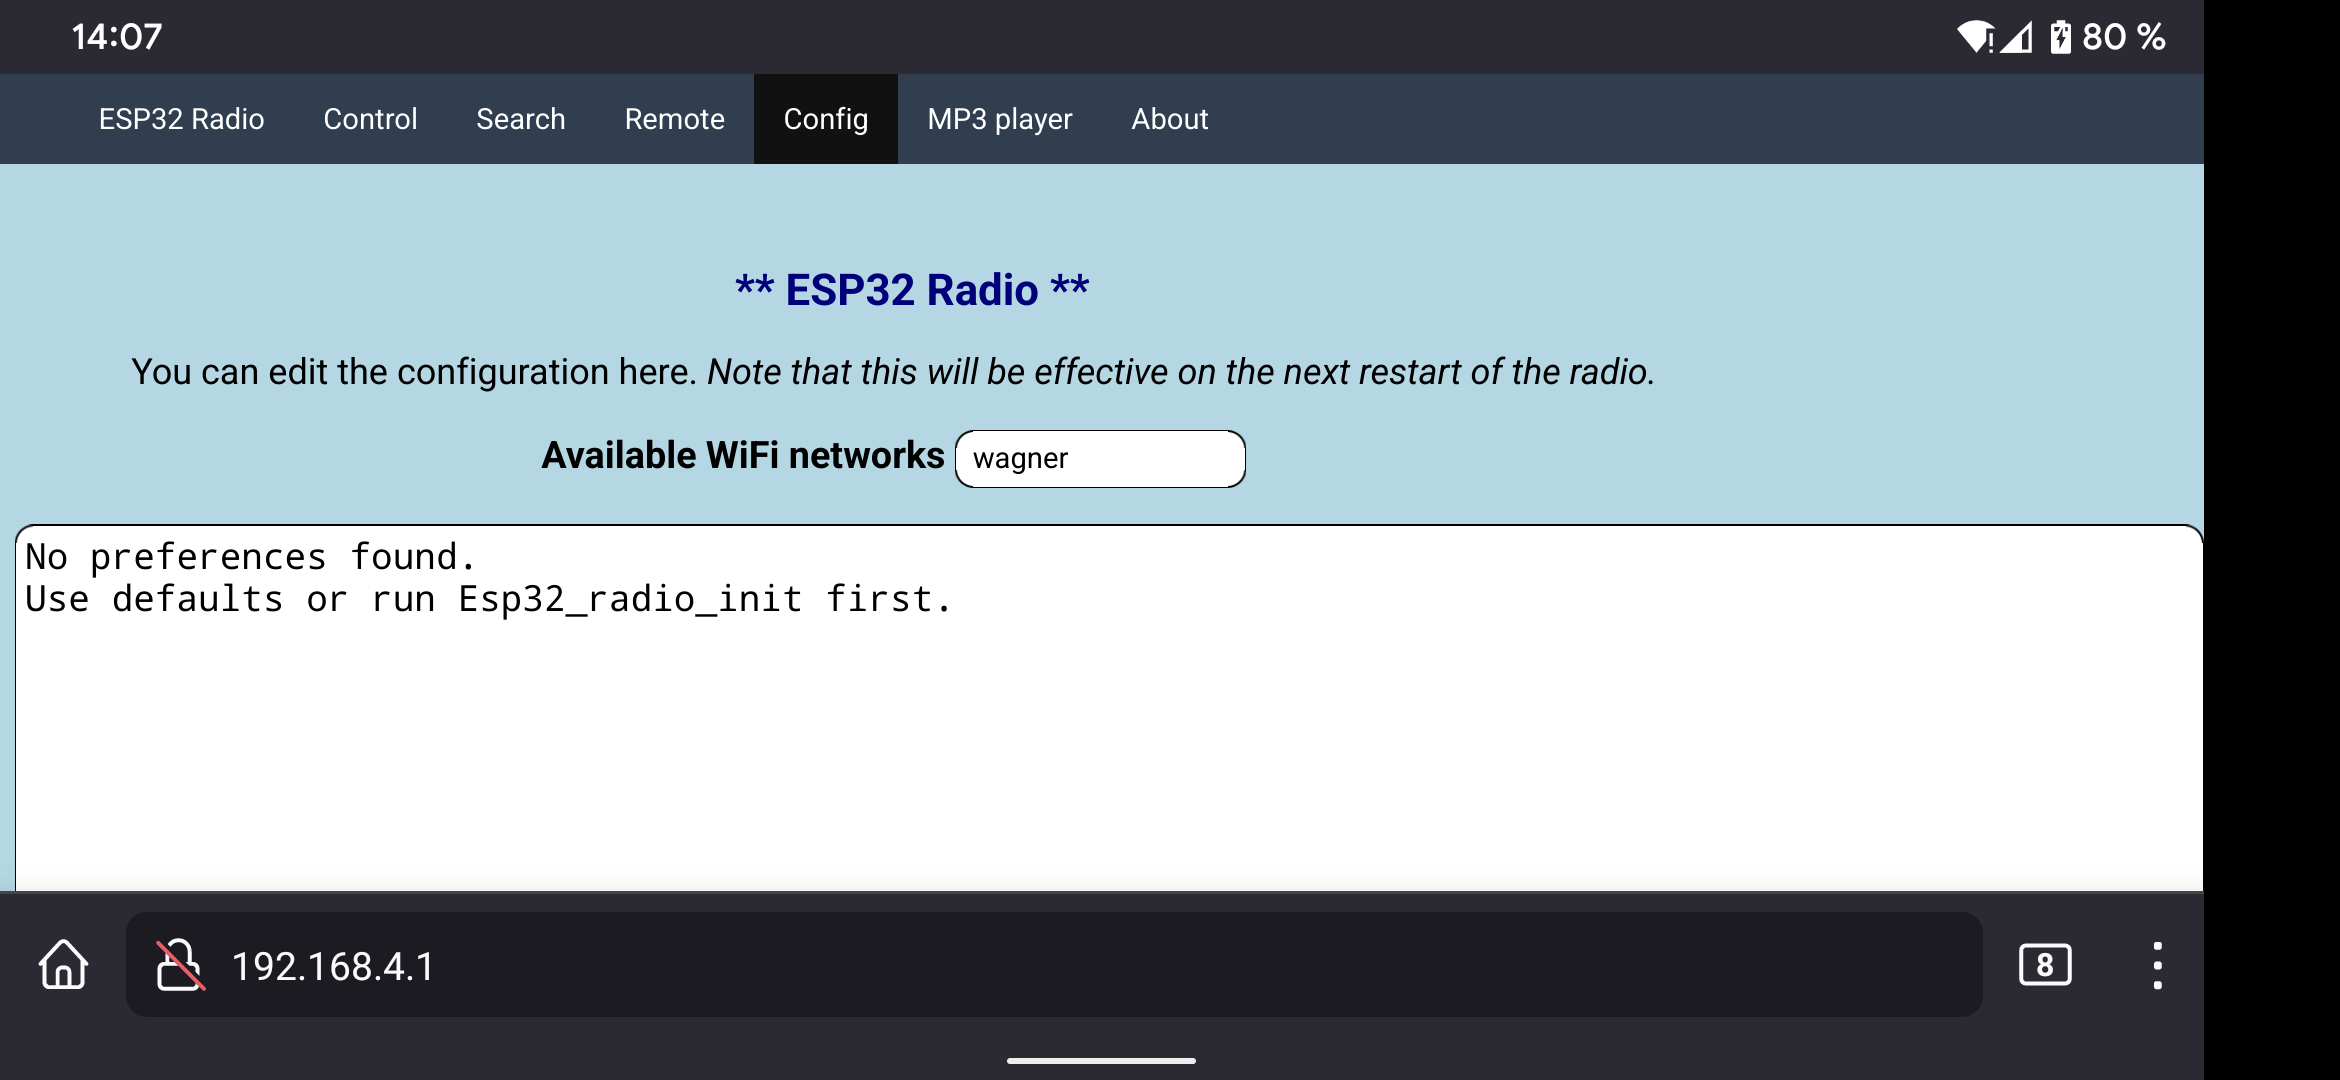 14:07
80 %
ESP32 Radio Control Search Remote Config MP3 player About
** ESP32 Radio **
You can edit the configuration here. Note that this will be effective on the next restart of the radio.
Available WiFi networks wagner
No preferences found.
Use defaults or run Esp32_radio_init first.
192.168.4.1
8